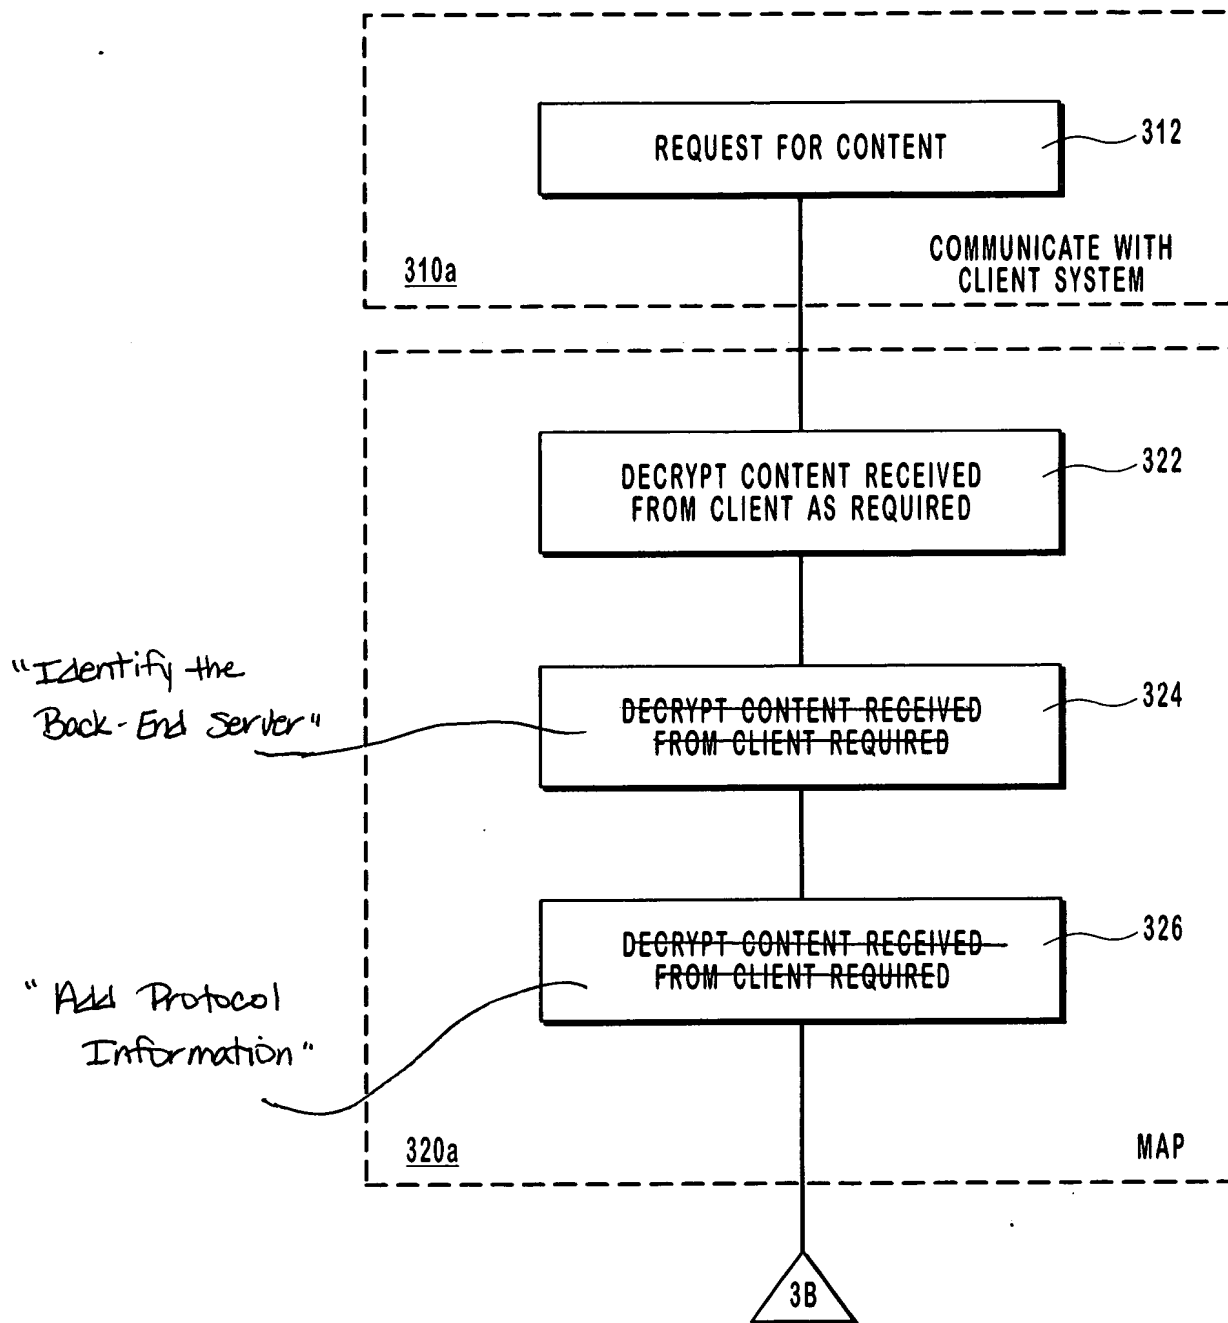 REQUEST FOR CONTENT
312
310a
COMMUNICATE WITH
CLIENT SYSTEM
DECRYPT CONTENT RECEIVED
FROM CLIENT AS REQUIRED
322
"Identify the
Back-End Server"
DECRYPT CONTENT RECEIVED
FROM CLIENT REQUIRED
324
DECRYPT CONTENT RECEIVED
FROM CLIENT REQUIRED
326
"Add Protocol
Information"
320a
MAP
3B